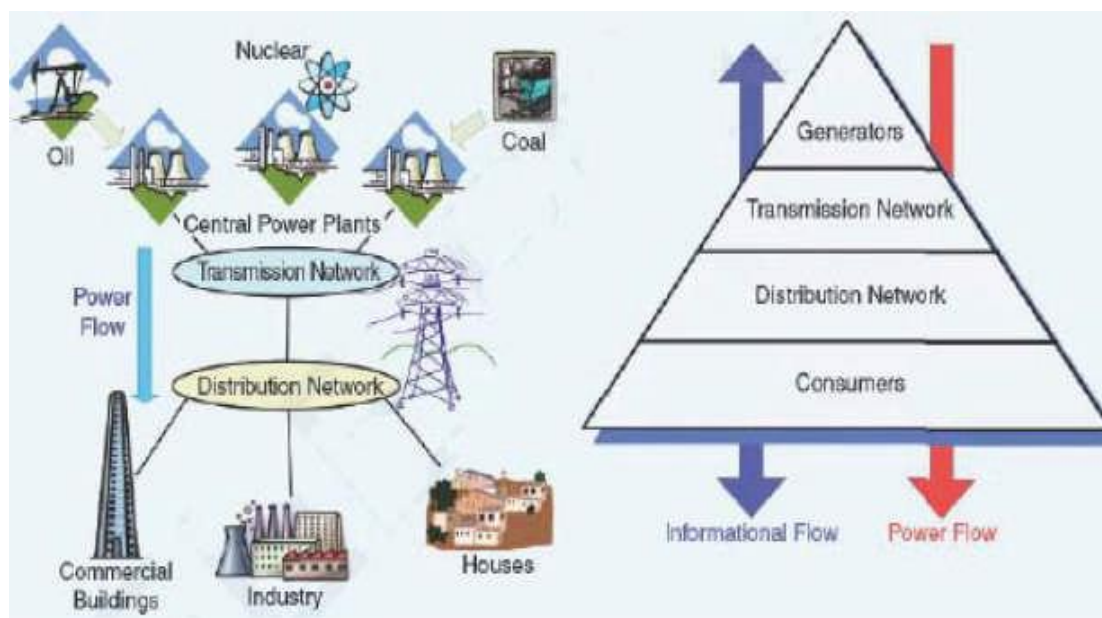 Nuclear
Oil
Coal
Central Power Plants
Transmission Network
Power
Flow
Distribution Network
Commercial
Buildings
Industry
Houses
Generators
Transmission Network
Distribution Network
Consumers
Informational Flow
Power Flow